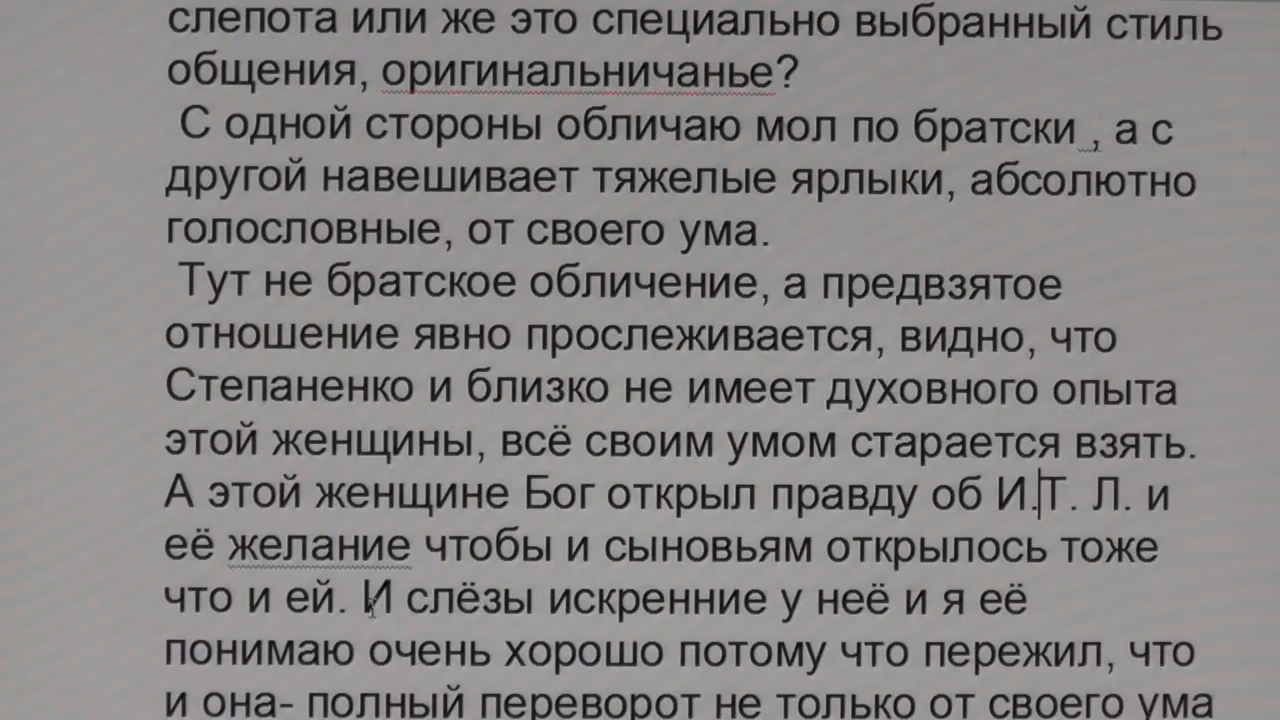 слепота или же это специально выбранный стиль
общения, оригинальничанье?
С одной стороны обличаю мол по братски , а с
другой навешивает тяжелые ярлыки, абсолютно
голословные, от своего ума.
Тут не братское обличение, а предвзятое
отношение явно прослеживается, видно, что
Степаненко и близко не имеет духовного опыта
этой женщины, всё своим умом старается взять.
А этой женщине Бог открыл правду об И.Т. Л. и
её желание чтобы и сыновьям открылось тоже
что и ей. И слёзы искренние у неё и я её
понимаю очень хорошо потому что пережил, что
и она- полный переворот не только от своего ума